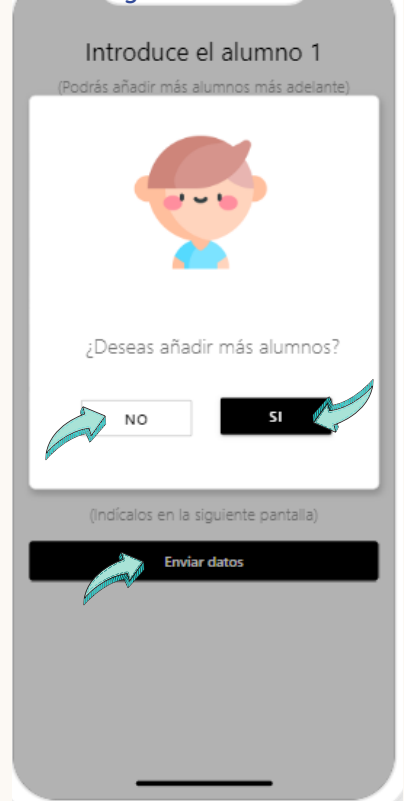 Introduce el alumno 1
(Podrás añadir más alumnos más adelante)
¿Deseas añadir más alumnos?
NO
SI
(Indícalos en la siguiente pantalla)
Enviar datos